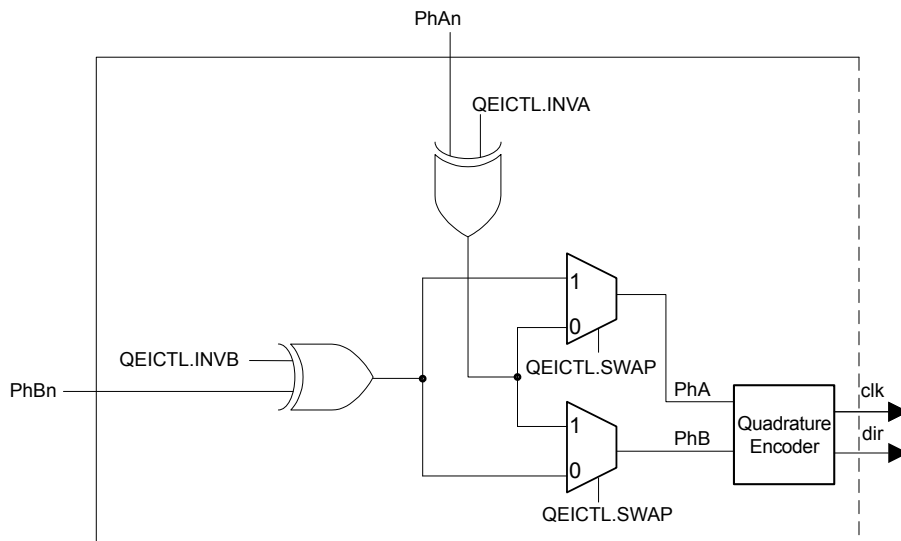 PhAn
QEICTL.INVA
1
0
QEICTL.INVB
QEICTL.SWAP
PhBn
PhA
clk
1
Quadrature
Encoder
dir
PhB
0
QEICTL.SWAP